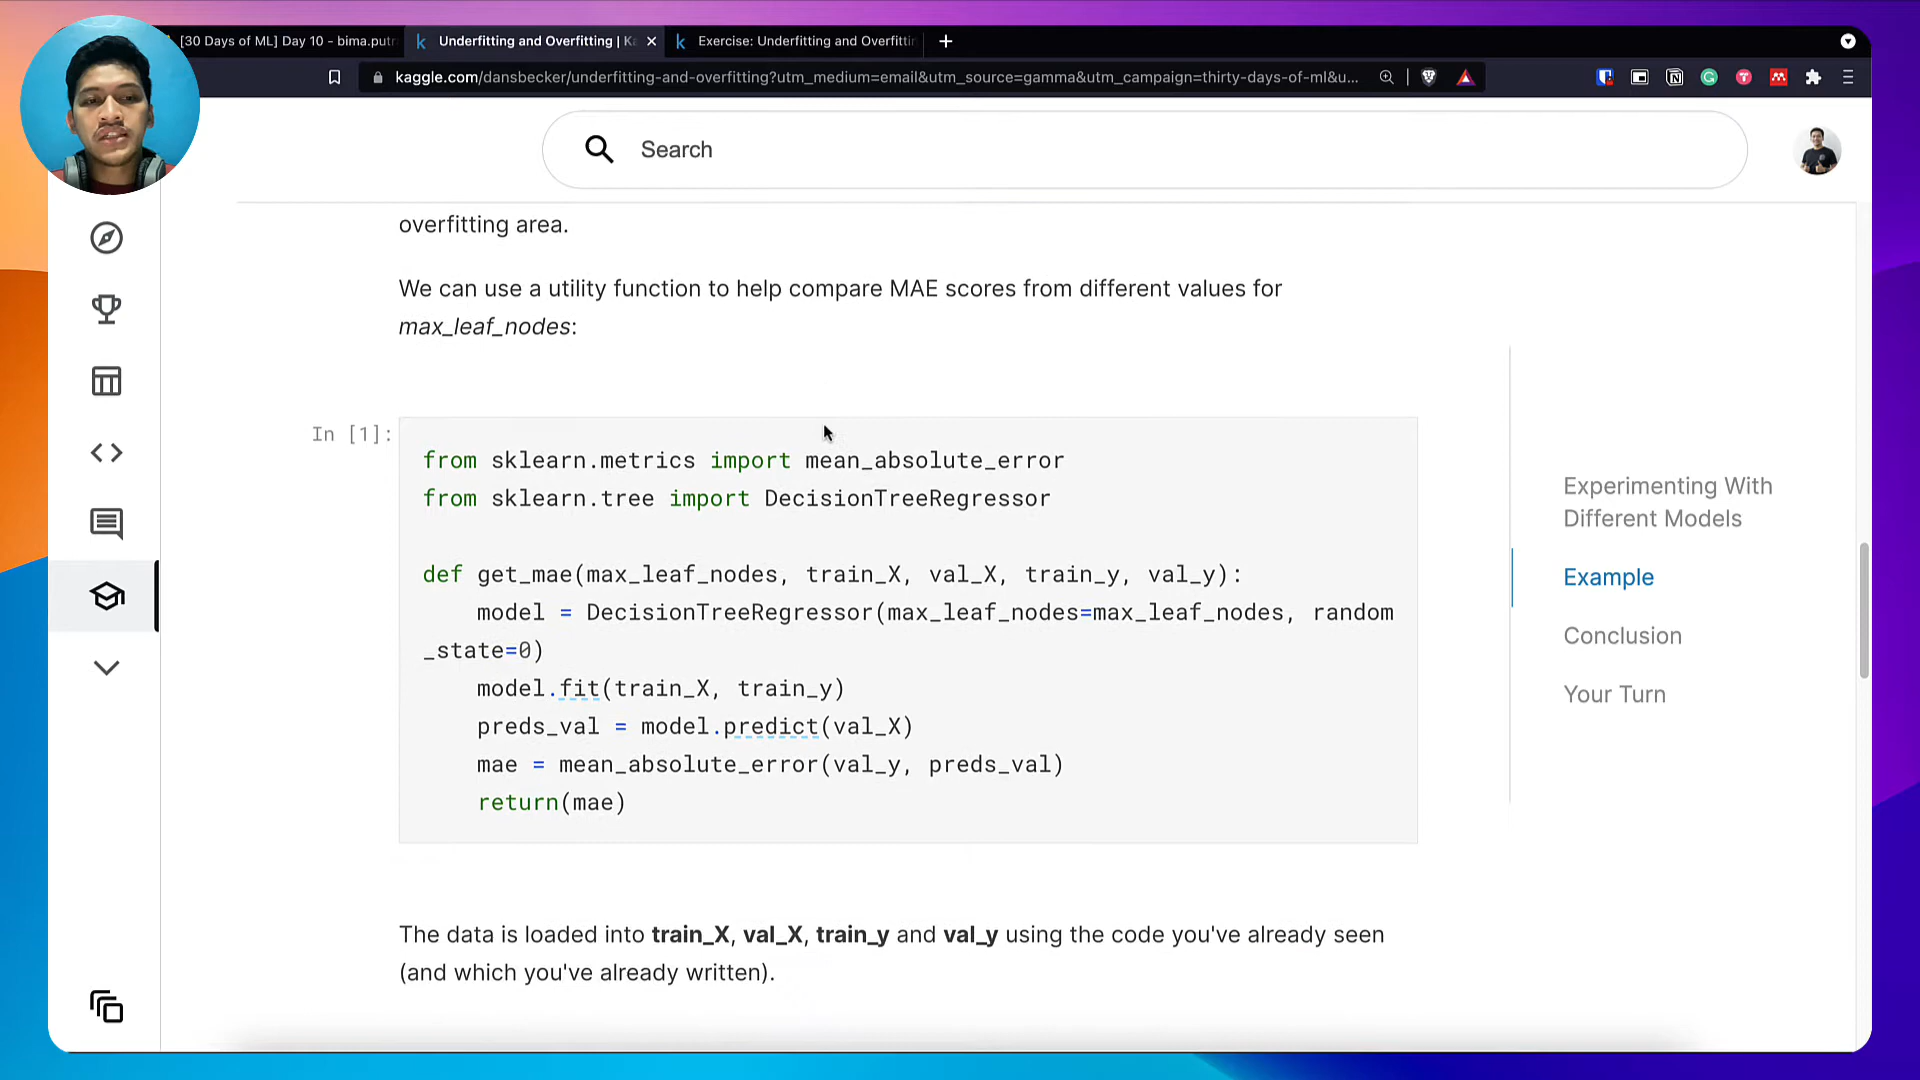 [30 Days of ML] Day 10 - bima.putr
Underfitting and Overfitting | Ka
Exercise: Underfitting and Overfittin
kaggle.com/dansbecker/underfitting-and-overfitting?utm_medium=email&utm_source=gamma&utm_campaign=thirty-days-of-ml&u...
Search
overfitting area.
We can use a utility function to help compare MAE scores from different values for
max_leaf_nodes:
In [1]:
from sklearn.metrics import mean_absolute_error
from sklearn.tree import DecisionTreeRegressor
def get_mae(max_leaf_nodes, train_X, val_X, train_y, val_y):
model = DecisionTreeRegressor(max_leaf_nodes=max_leaf_nodes, random
_state=0)
model.fit(train_X, train_y)
preds_val = model.predict(val_X)
mae = mean_absolute_error(val_y, preds_val)
return(mae)
The data is loaded into train_X, val_X, train_y and val_y using the code you've already seen
(and which you've already written).
Experimenting With
Different Models
Example
Conclusion
Your Turn